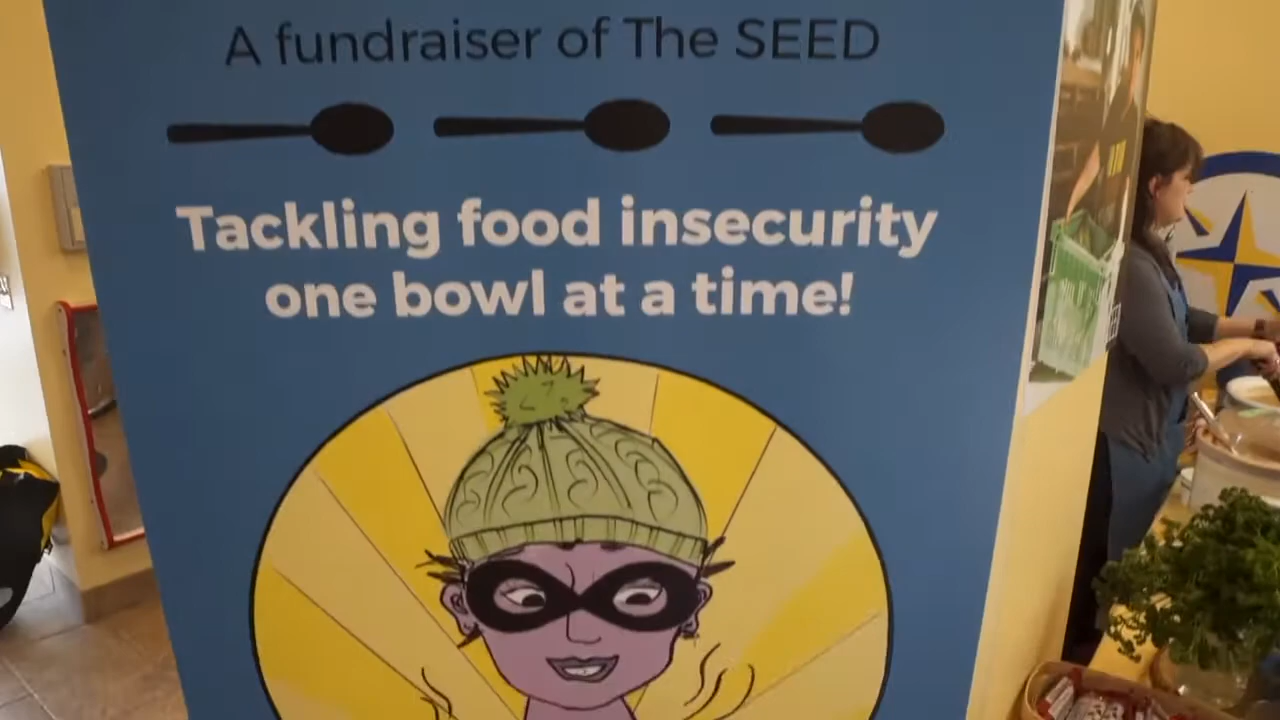 A fundraiser of The SEED
Tackling food insecurity
one bowl at a time!